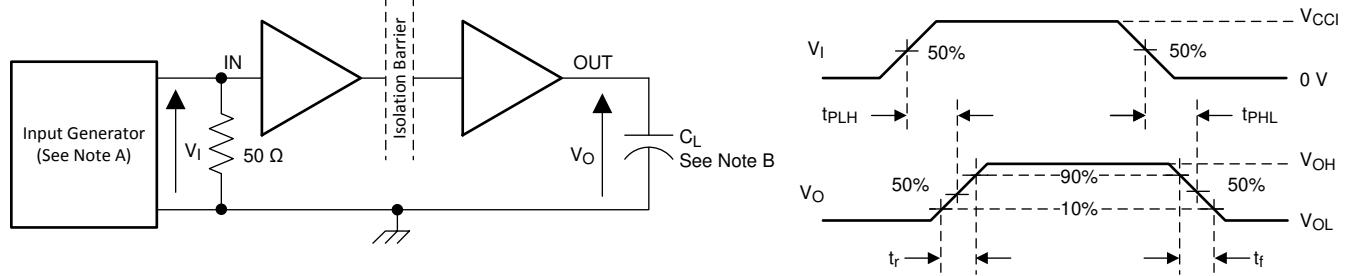 Input Generator
(See Note A)
V_I
IN
50 Ω
Isolation Barrier
OUT
V_O
C_L
See Note B
V_I
50%
50%
V_CCI
0 V
t_PLH
t_PHL
V_O
50%
90%
10%
50%
V_OH
V_OL
t_r
t_f